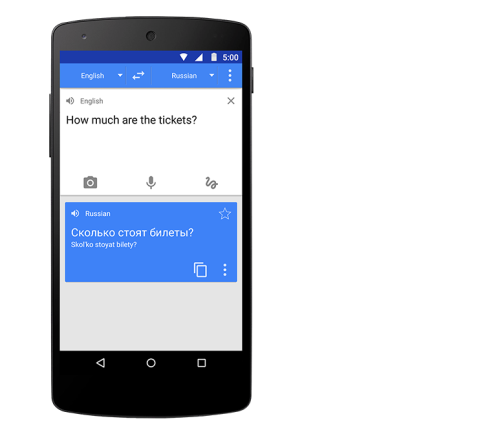 5:00
English Russian
English
How much are the tickets?
Russian
Сколько стоят билеты?
Skol'ko stoyat bilety?